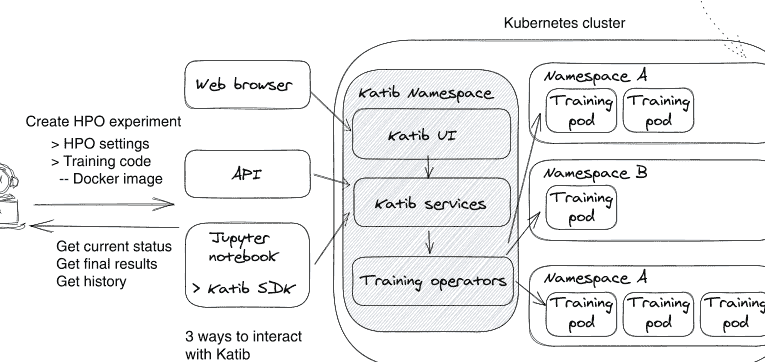 Kubernetes cluster
Web browser
Create HPO experiment
> HPO settings
> Training code
-- Docker image
API
Get current status
Get final results
Get history
Jupyter
notebook
> Katib SDK
3 ways to interact
with Katib
Katib Namespace
Katib UI
Katib services
Training operators
Namespace A
Training
pod
Training
pod
Namespace B
Training
pod
Namespace A
Training
pod
Training
pod
Training
pod